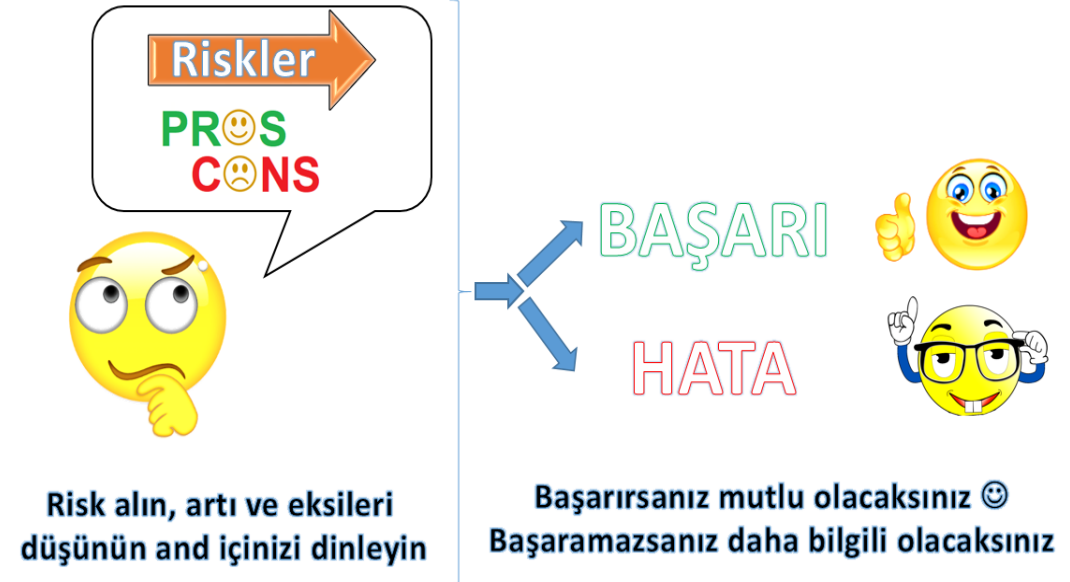 Riskler
PROS
CONS
Risk alın, artı ve eksileri
düşünün and içinizi dinleyin
BAŞARI
HATA
Başarırsanız mutlu olacaksınız ☺
Başaramazsanız daha bilgili olacaksınız